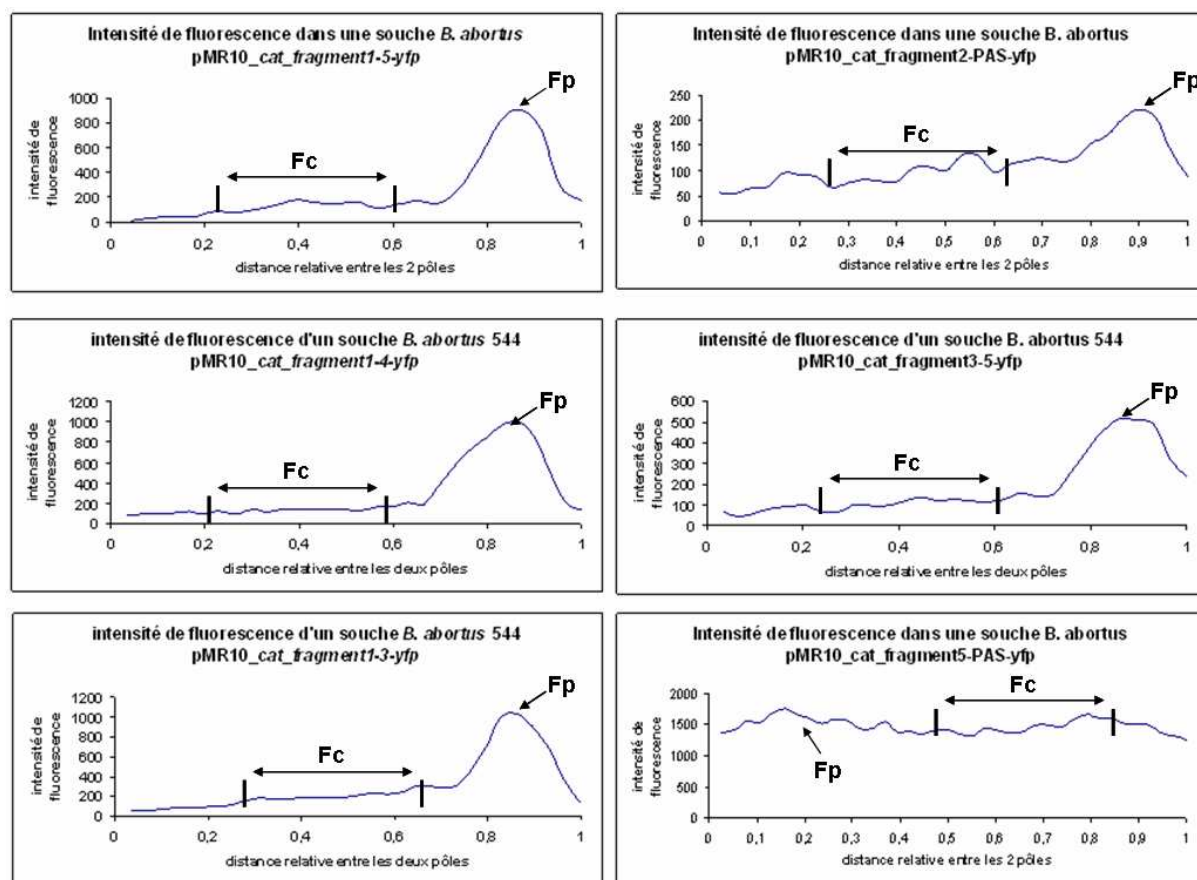 Intensité de fluorescence dans une souche B. abortus
pMR10_cat_fragment1-5-yfp
Fp
Fc
intensité de
fluorescence
1000
800
600
400
200
0
0 0,2 0,4 0,6 0,8 1
distance relative entre les 2 pôles
Intensité de fluorescence dans une souche B. abortus
pMR10_cat_fragment2-PAS-yfp
Fp
Fc
intensité de
fluorescence
250
200
150
100
50
0
0 0,1 0,2 0,3 0,4 0,5 0,6 0,7 0,8 0,9 1
distance relative entre les 2 pôles
intensité de fluorescence d'un souche B. abortus 544
pMR10_cat_fragment1-4-yfp
Fp
Fc
intensité de
fluorescence
1200
1000
800
600
400
200
0
0 0,2 0,4 0,6 0,8 1
distance relative entre les deux pôles
intensité de fluorescence d'un souche B. abortus 544
pMR10_cat_fragment3-5-yfp
Fp
Fc
intensité de
fluorescence
600
500
400
300
200
100
0
0 0,2 0,4 0,6 0,8 1
distance relative entre les deux pôles
intensité de fluorescence d'un souche B. abortus 544
pMR10_cat_fragment1-3-yfp
Fp
Fc
intensité de
fluorescence
1200
1000
800
600
400
200
0
0 0,2 0,4 0,6 0,8 1
distance relative entre les deux pôles
Intensité de fluorescence dans une souche B. abortus
pMR10_cat_fragment5-PAS-yfp
Fc
Fp
intensité de
fluorescence
2000
1500
1000
500
0
0 0,1 0,2 0,3 0,4 0,5 0,6 0,7 0,8 0,9 1
distance relative entre les 2 pôles